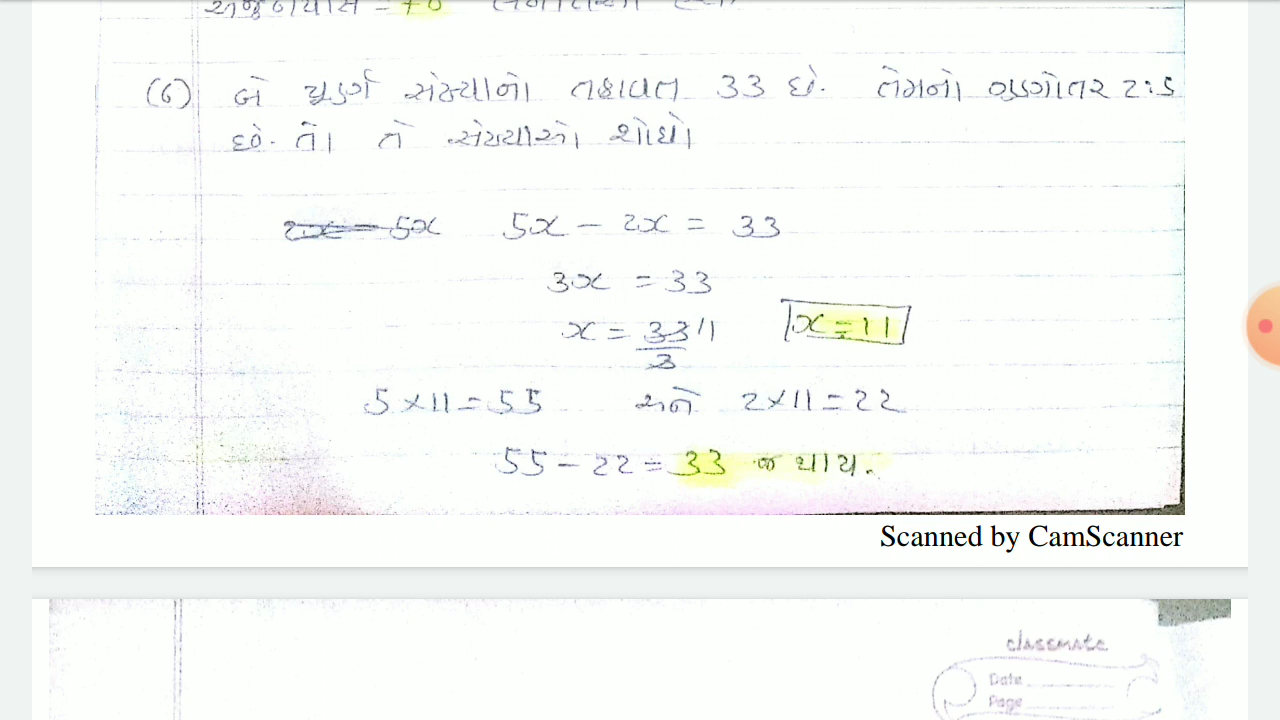 (6) બે પૂર્ણ સંખ્યાનો તફાવત 33 છે. તેમનો ગુણોતર 2:5
છે. તો તે સંખ્યાઓ શોધો
2x - 5x 5x - 2x = 33
3x = 33
x = 33/3 11 x = 11
5 × 11 = 55 અને 2 × 11 = 22
55 - 22 = 33 જ થાય.
Scanned by CamScanner
classmate
Date
Page